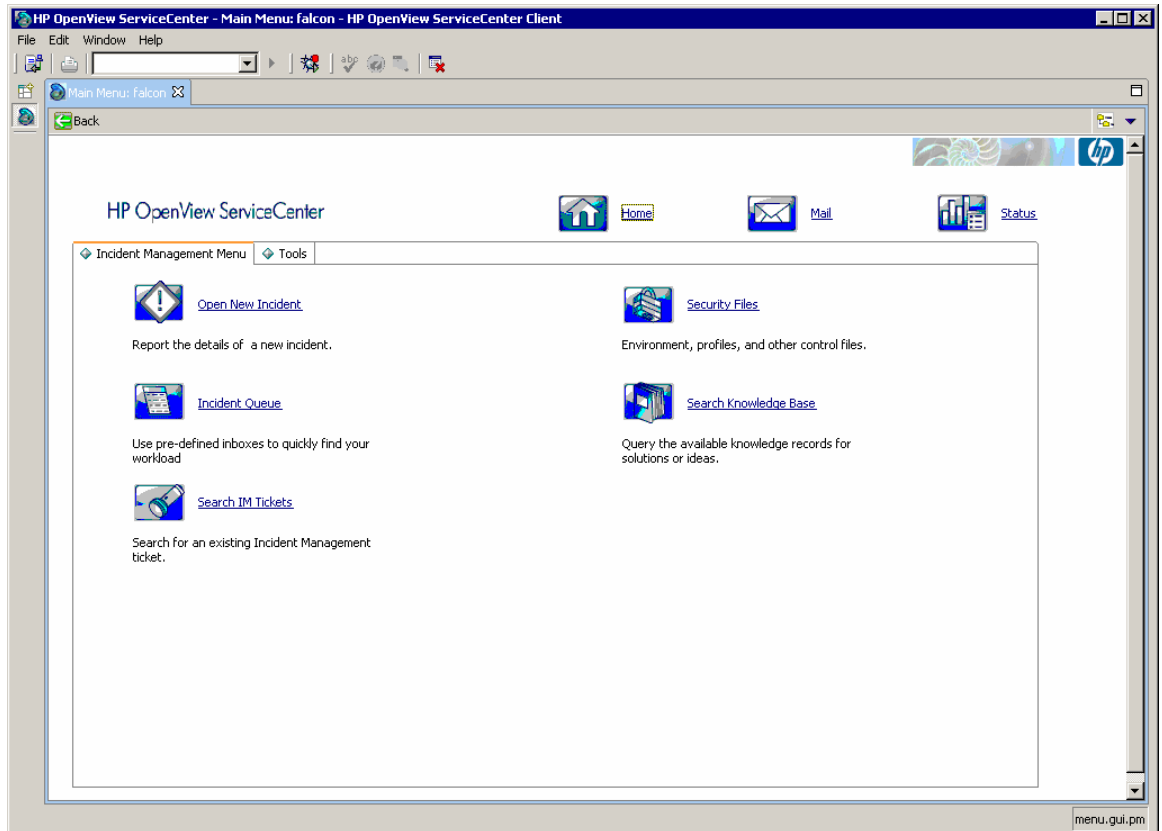 HP OpenView ServiceCenter - Main Menu: falcon - HP OpenView ServiceCenter Client
File Edit Window Help
abc
Main Menu: falcon
Back
hp
HP OpenView ServiceCenter
Home
Mail
Status
Incident Management Menu
Tools
Open New Incident
Security Files
Report the details of a new incident.
Environment, profiles, and other control files.
Incident Queue
Search Knowledge Base
Use pre-defined inboxes to quickly find your
workload
Query the available knowledge records for
solutions or ideas.
Search IM Tickets
Search for an existing Incident Management
ticket.
menu.gui.pm